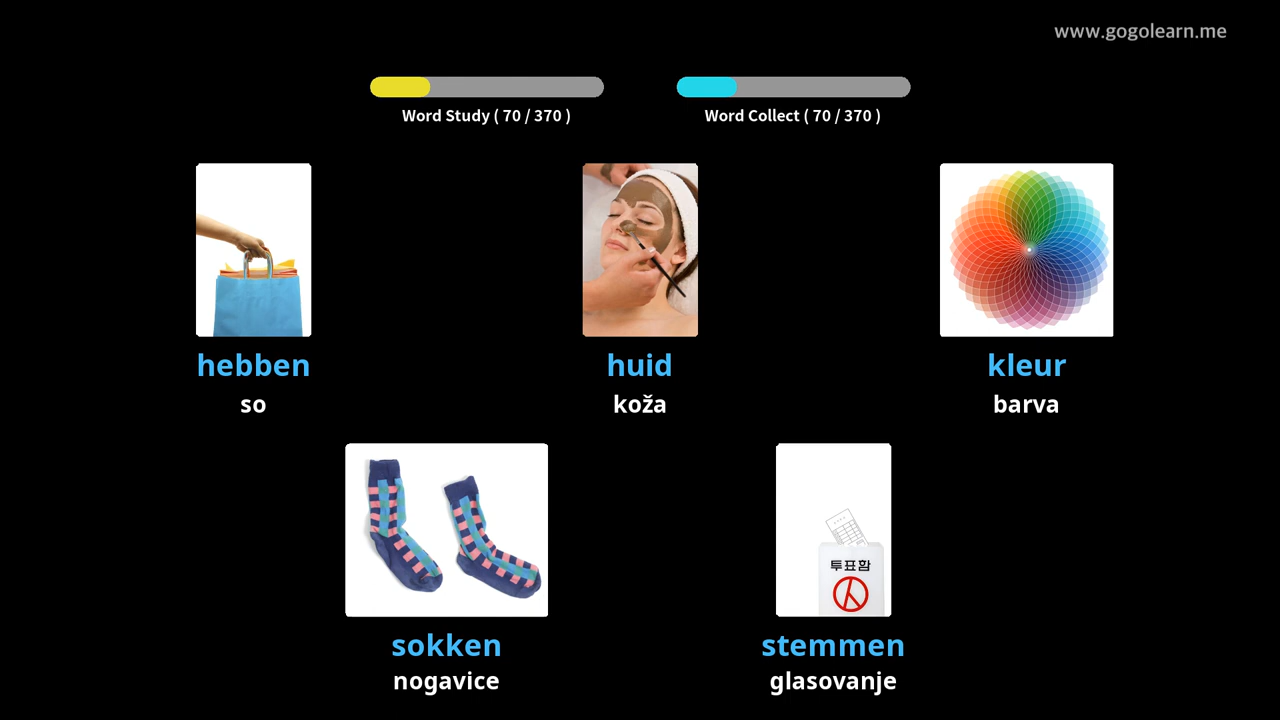 www.gogolearn.me
Word Study ( 70 / 370 )
Word Collect ( 70 / 370 )
hebben
so
huid
koža
kleur
barva
투표함
sokken
nogavice
stemmen
glasovanje